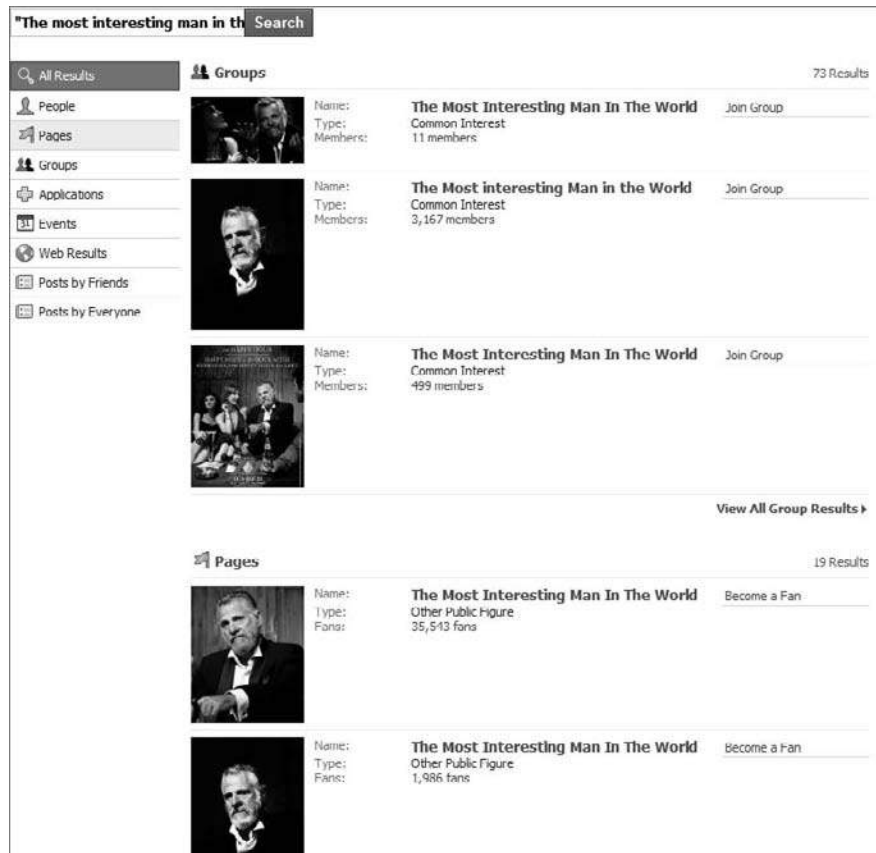 "The most interesting man in th Search
All Results
People
Pages
Groups
Applications
31 Events
Web Results
Posts by Friends
Posts by Everyone
Groups 73 Results
Name: The Most Interesting Man In The World Join Group
Type: Common Interest
Members: 11 members
Name: The Most interesting Man in the World Join Group
Type: Common Interest
Members: 3,167 members
Name: The Most Interesting Man In The World Join Group
Type: Common Interest
Members: 499 members
View All Group Results
Pages 19 Results
Name: The Most Interesting Man In The World Become a Fan
Type: Other Public Figure
Fans: 35,543 fans
Name: The Most Interesting Man In The World Become a Fan
Type: Other Public Figure
Fans: 1,986 fans